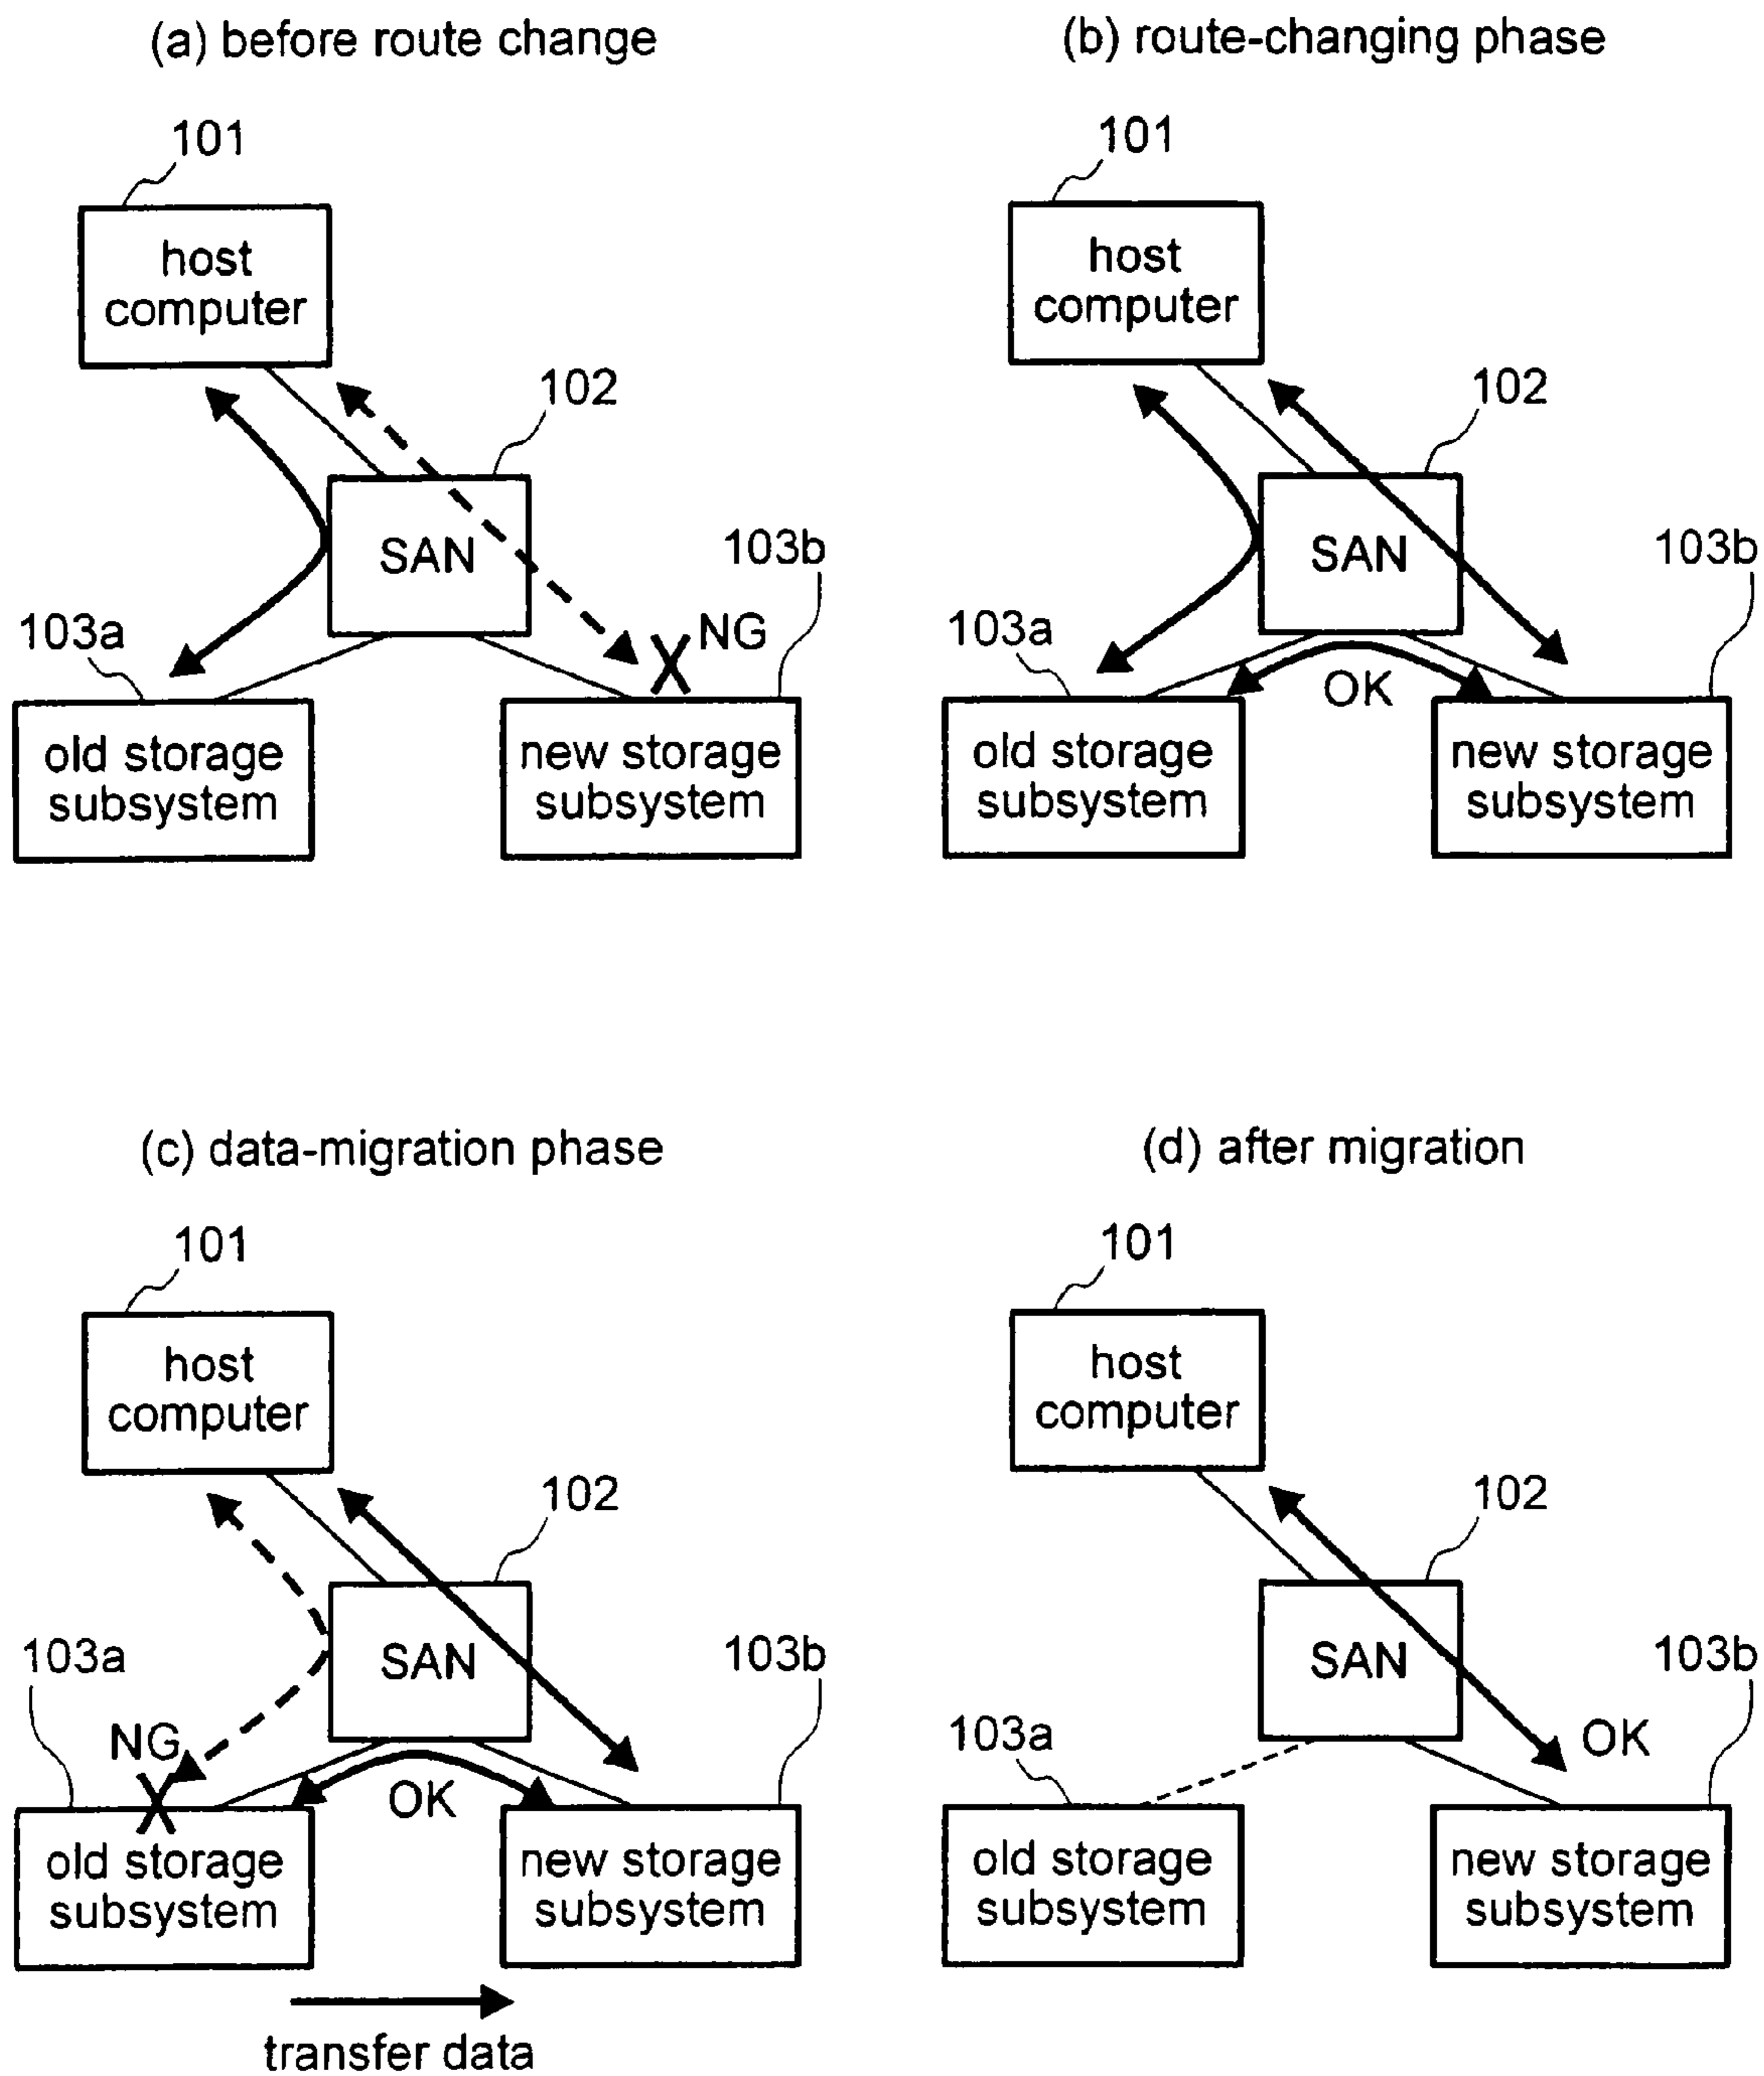 (a) before route change
101
host
computer
102
SAN
103b
NG
103a
old storage
subsystem
new storage
subsystem
(b) route-changing phase
101
host
computer
102
SAN
103b
103a
OK
old storage
subsystem
new storage
subsystem
(c) data-migration phase
101
host
computer
102
SAN
103b
103a
NG
OK
old storage
subsystem
new storage
subsystem
transfer data
(d) after migration
101
host
computer
102
SAN
103b
OK
103a
old storage
subsystem
new storage
subsystem